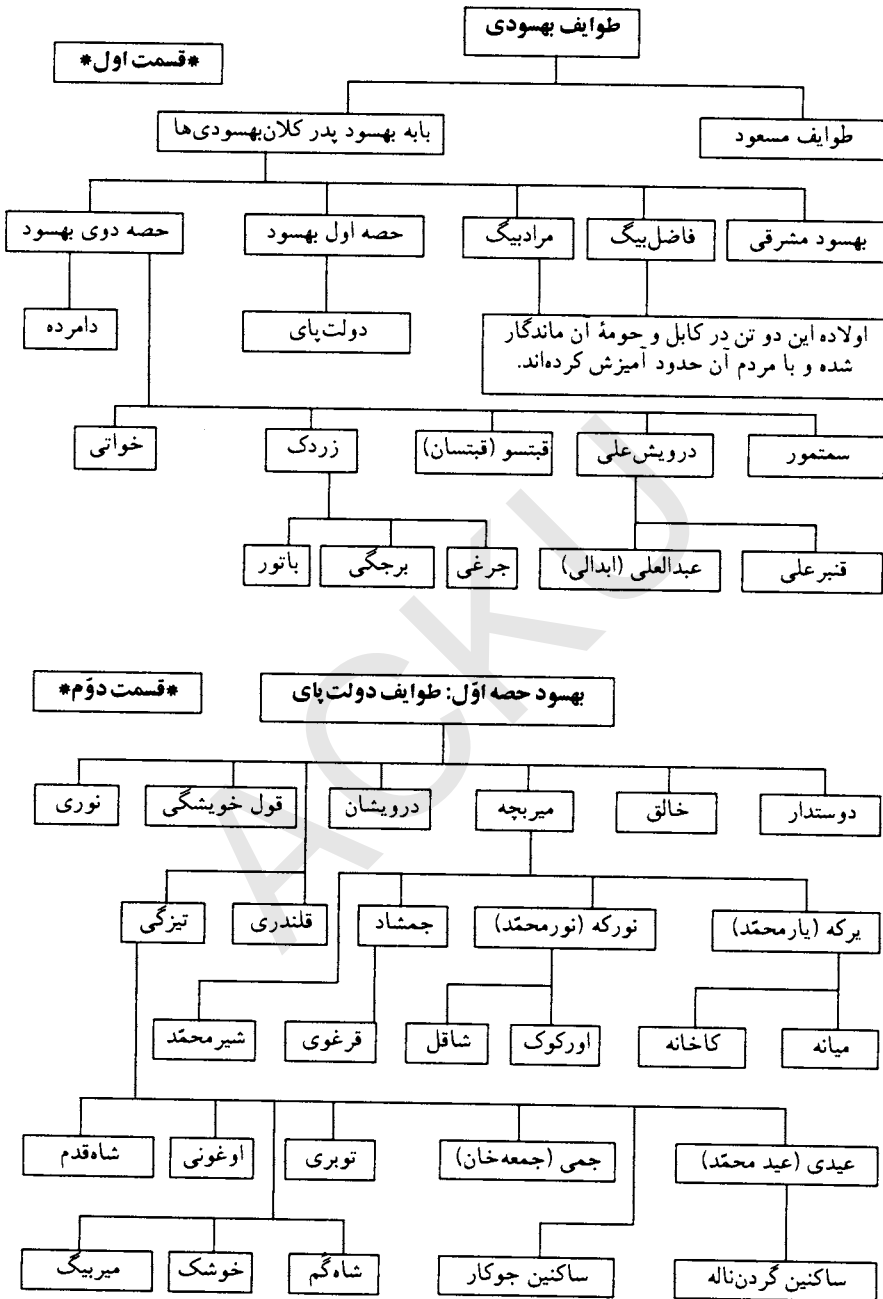 طوایف بهسودی
*قسمت اول*
بابه بهسود پدر کلان‌بهسودی‌ها
طوایف مسعود
بهسود مشرقی
فاضل‌بیگ
مرادبیگ
حصه اول بهسود
حصه دوی بهسود
اولاده این دو تن در کابل و حومۀ آن ماندگار
شده و با مردم آن حدود آمیزش کرده‌اند.
دولت‌پای
دامرده
سمتمور
درویش‌علی
قبتسو (قبتسان)
زردک
خواتی
قنبرعلی
عبدالعلی (ابدالی)
جرغی
برجگی
باتور
بهسود حصه اوّل: طوایف دولت‌پای
*قسمت دوّم*
دوستدار
خالق
میربچه
درویشان
قول خویشگی
نوری
یرکه (یارمحمّد)
نورکه (نورمحمّد)
جمشاد
قلندری
تیزگی
میانه
کاخانه
اورکوک
شاقل
قرغوی
شیرمحمّد
عیدی (عید محمّد)
جمی (جمعه‌خان)
توبری
اوغونی
شاه‌قدم
ساکنین گردن‌ناله
ساکنین جوکار
شاه‌گم
خوشک
میربیگ
ACKU